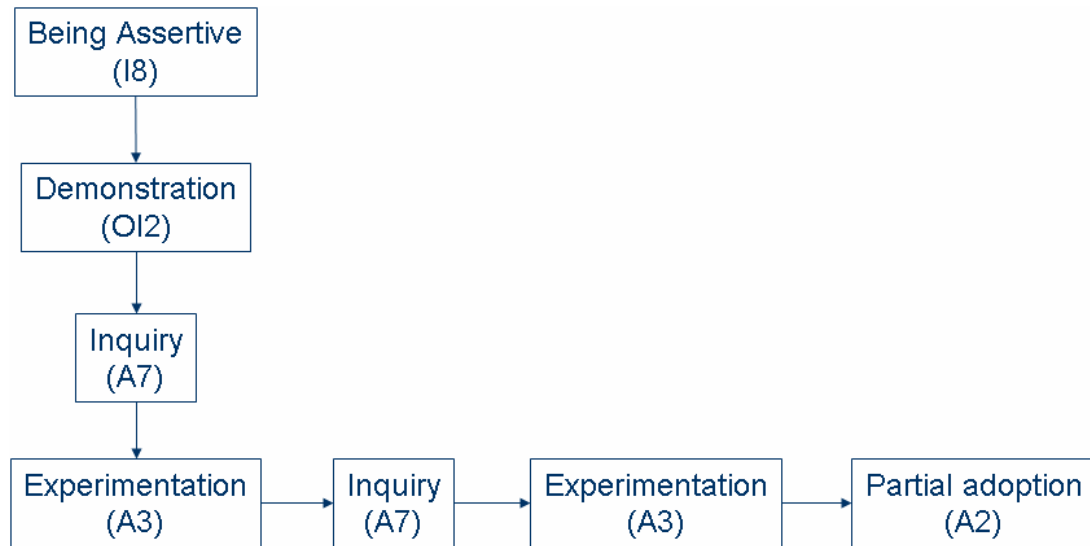 Being Assertive
(I8)
Demonstration
(OI2)
Inquiry
(A7)
Experimentation
(A3)
Inquiry
(A7)
Experimentation
(A3)
Partial adoption
(A2)